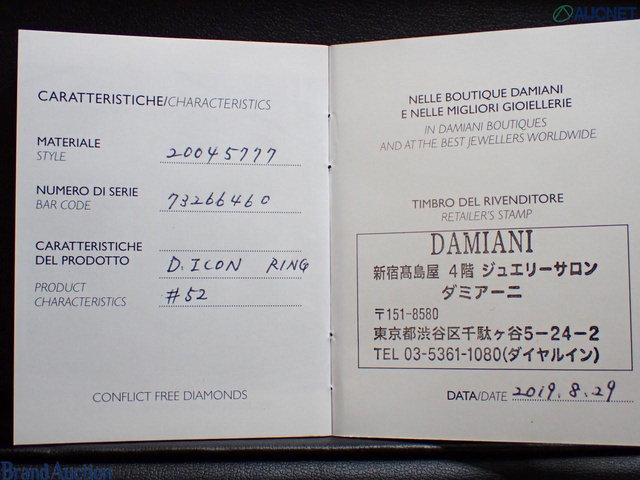 CARATTERISTICHE/CHARACTERISTICS
MATERIALE
STYLE
20045777
NUMERO DI SERIE
BAR CODE
73266460
CARATTERISTICHE
DEL PRODOTTO
D.ICON RING
PRODUCT
CHARACTERISTICS
#52
CONFLICT FREE DIAMONDS
NELLE BOUTIQUE DAMIANI
E NELLE MIGLIORI GIOIELLERIE
IN DAMIANI BOUTIQUES
AND AT THE BEST JEWELLERS WORLDWIDE
TIMBRO DEL RIVENDITORE
RETAILER'S STAMP
DAMIANI
新宿髙島屋 4階 ジュエリーサロン
ダミアーニ
〒151-8580
東京都渋谷区千駄ヶ谷5-24-2
TEL 03-5361-1080(ダイヤルイン)
DATA/DATE 2019.8.29
AUCNET
Brand Auction